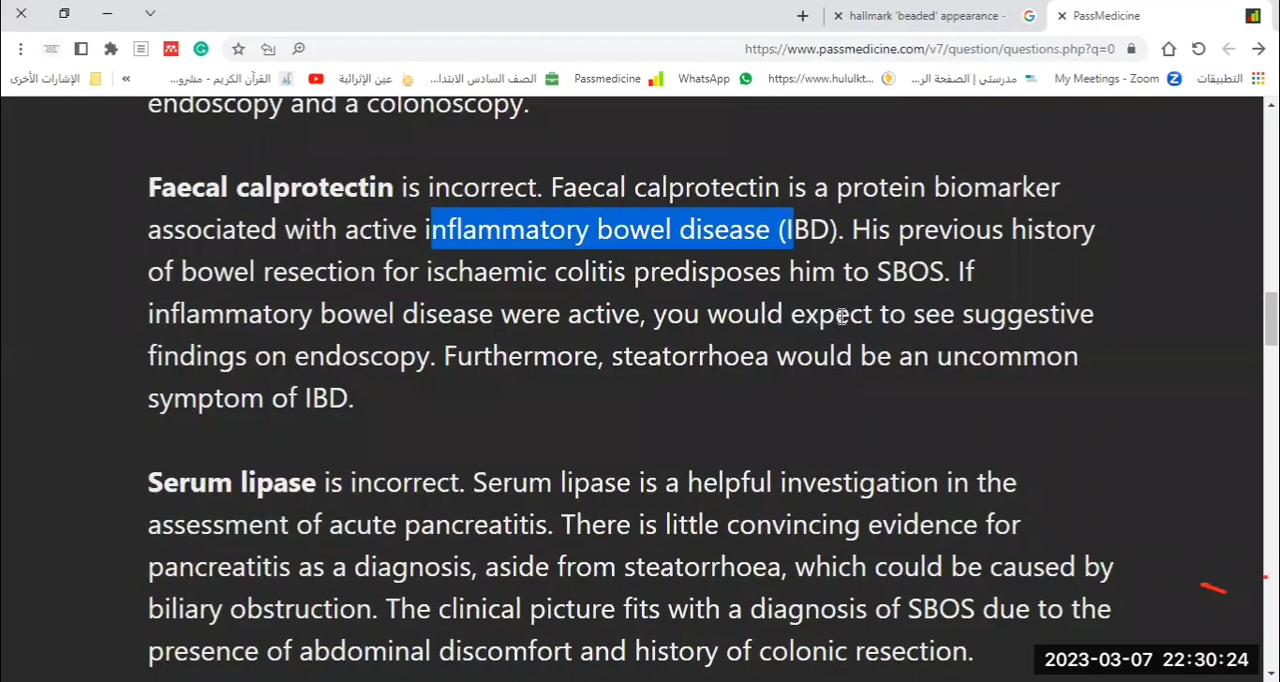 hallmark 'beaded' appearance -
PassMedicine
https://www.passmedicine.com/v7/question/questions.php?q=0
الإشارات الأخرى
«
القرآن الكريم - مشرو...
عين الإثرائية
الصف السادس الابتدا...
Passmedicine
WhatsApp
https://www.hululkt...
مدرستي | الصفحة الر...
My Meetings - Zoom
التطبيقات
endoscopy and a colonoscopy.
Faecal calprotectin is incorrect. Faecal calprotectin is a protein biomarker
associated with active inflammatory bowel disease (IBD). His previous history
of bowel resection for ischaemic colitis predisposes him to SBOS. If
inflammatory bowel disease were active, you would expect to see suggestive
findings on endoscopy. Furthermore, steatorrhoea would be an uncommon
symptom of IBD.
Serum lipase is incorrect. Serum lipase is a helpful investigation in the
assessment of acute pancreatitis. There is little convincing evidence for
pancreatitis as a diagnosis, aside from steatorrhoea, which could be caused by
biliary obstruction. The clinical picture fits with a diagnosis of SBOS due to the
presence of abdominal discomfort and history of colonic resection.
2023-03-07 22:30:24